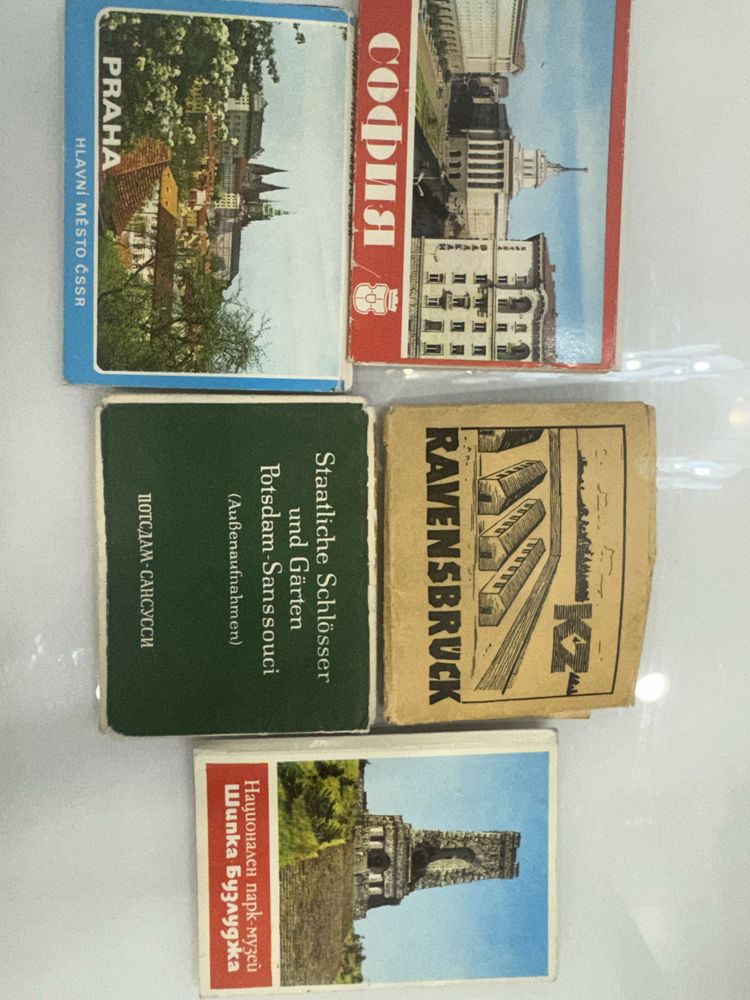 PRAHA
HLAVNÍ MĚSTO ČSSR
СОФИЯ
Staatliche Schlösser
und Gärten
Potsdam-Sanssouci
(Außenaufnahmen)
ПОТСДАМ-САНСУССИ
KZ
RAVENSBRÜCK
Национален парк-музей
Шипка-Бузлуджа